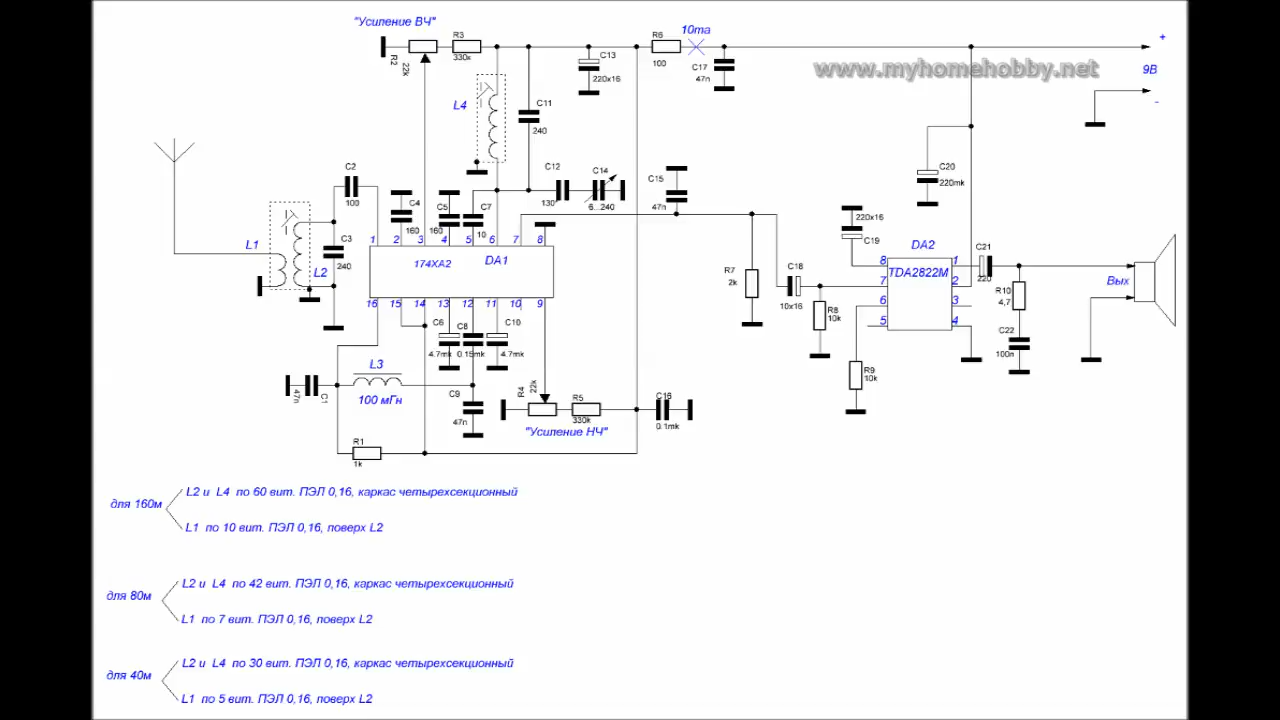 "Усиление ВЧ"
R2
22k
R3
330к
R6
100
10ma
C13
220x16
C17
47n
www.myhomehobby.net
+
9В
-
L4
C11
240
C2
100
C4
160
C5
160
C7
10
C12
130
C14
6...240
C15
47n
C20
220mk
L1
L2
C3
240
1
2
3
4
5
6
7
8
174ХА2
DA1
16
15
14
13
12
11
10
9
220x16
C19
DA2
TDA2822M
8
7
6
5
1
2
3
4
C21
220
R7
2k
C18
10x16
R8
10k
R10
4,7
Вых
C22
100n
R9
10k
C6
4.7mk
C8
0.15mk
C10
4.7mk
L3
100 мГн
47n
C1
C9
47n
R4
22k
R5
330k
C16
0.1mk
"Усиление НЧ"
R1
1k
для 160м
L2 и L4 по 60 вит. ПЭЛ 0,16, каркас четырехсекционный
L1 по 10 вит. ПЭЛ 0,16, поверх L2
для 80м
L2 и L4 по 42 вит. ПЭЛ 0,16, каркас четырехсекционный
L1 по 7 вит. ПЭЛ 0,16, поверх L2
для 40м
L2 и L4 по 30 вит. ПЭЛ 0,16, каркас четырехсекционный
L1 по 5 вит. ПЭЛ 0,16, поверх L2